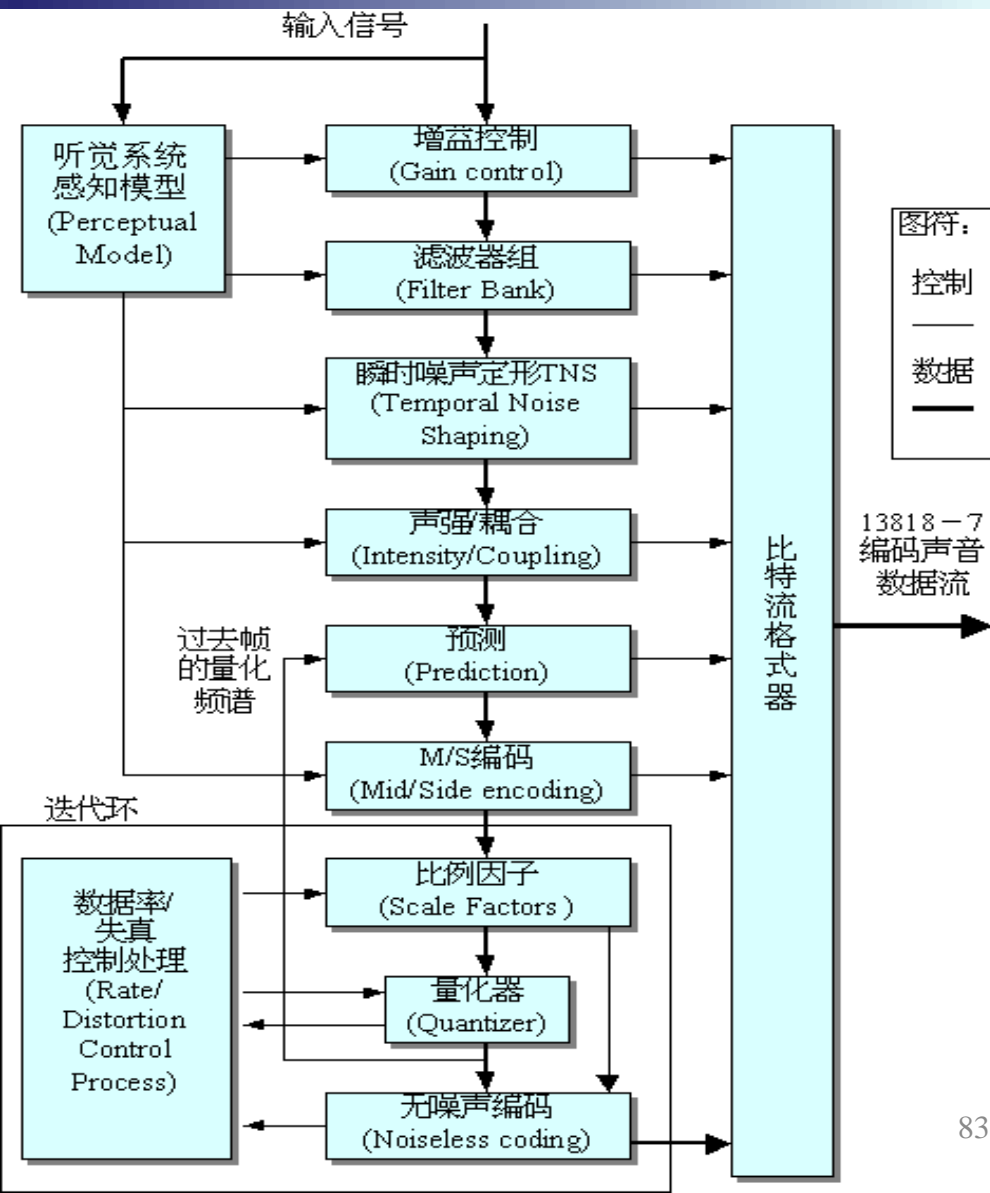 输入信号
听觉系统
感知模型
(Perceptual
Model)
增益控制
(Gain control)
滤波器组
(Filter Bank)
瞬时噪声定形TNS
(Temporal Noise
Shaping)
声强/耦合
(Intensity/Coupling)
过去帧
的量化
频谱
预测
(Prediction)
M/S编码
(Mid/Side encoding)
迭代环
数据率/
失真
控制处理
(Rate/
Distortion
Control
Process)
比例因子
(Scale Factors )
量化器
(Quantizer)
无噪声编码
(Noiseless coding)
比
特
流
格
式
器
图符：
控制
数据
13818－7
编码声音
数据流
83